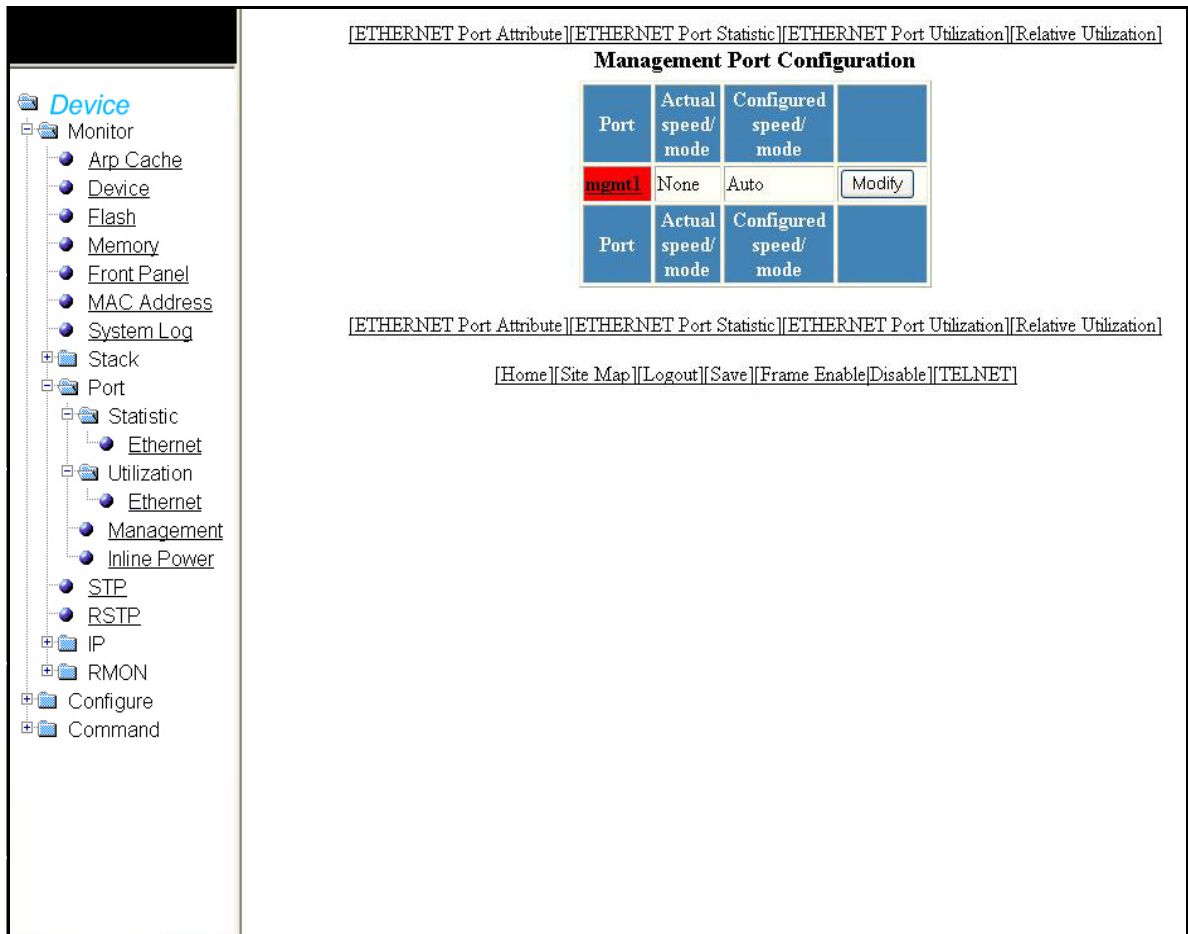 Device
Monitor
Arp Cache
Device
Flash
Memory
Front Panel
MAC Address
System Log
Stack
Port
Statistic
Ethernet
Utilization
Ethernet
Management
Inline Power
STP
RSTP
IP
RMON
Configure
Command
[ETHERNET Port Attribute][ETHERNET Port Statistic][ETHERNET Port Utilization][Relative Utilization]
Management Port Configuration
Port Actual speed/ mode Configured speed/ mode
mgmt1 None Auto Modify
Port Actual speed/ mode Configured speed/ mode
[ETHERNET Port Attribute][ETHERNET Port Statistic][ETHERNET Port Utilization][Relative Utilization]
[Home][Site Map][Logout][Save][Frame Enable|Disable][TELNET]